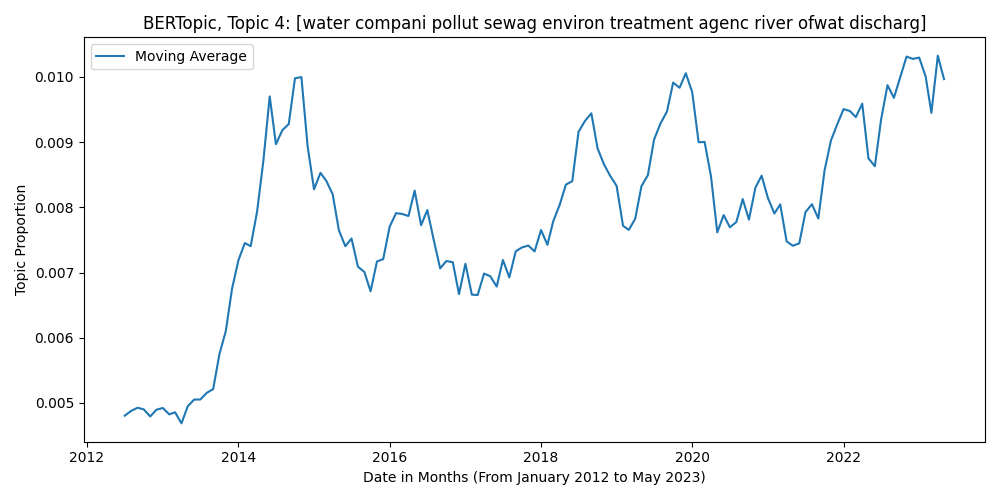 BERTopic, Topic 4: [water compani pollut sewag environ treatment agenc river ofwat discharg]
Moving Average
0.010
0.009
0.008
0.007
0.006
0.005
Topic Proportion
2012 2014 2016 2018 2020 2022
Date in Months (From January 2012 to May 2023)